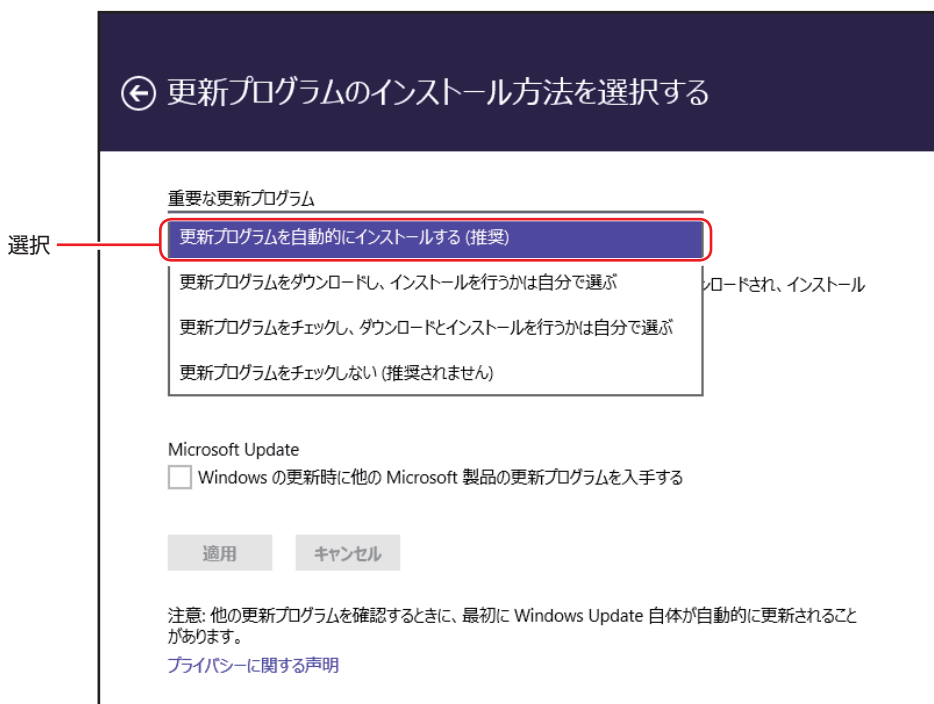 更新プログラムのインストール方法を選択する
重要な更新プログラム
選択
更新プログラムを自動的にインストールする (推奨)
更新プログラムをダウンロードし、インストールを行うかは自分で選ぶ
ンロードされ、インストール
更新プログラムをチェックし、ダウンロードとインストールを行うかは自分で選ぶ
更新プログラムをチェックしない (推奨されません)
Microsoft Update
Windows の更新時に他の Microsoft 製品の更新プログラムを入手する
適用 キャンセル
注意: 他の更新プログラムを確認するときに、最初に Windows Update 自体が自動的に更新されること
があります。
プライバシーに関する声明